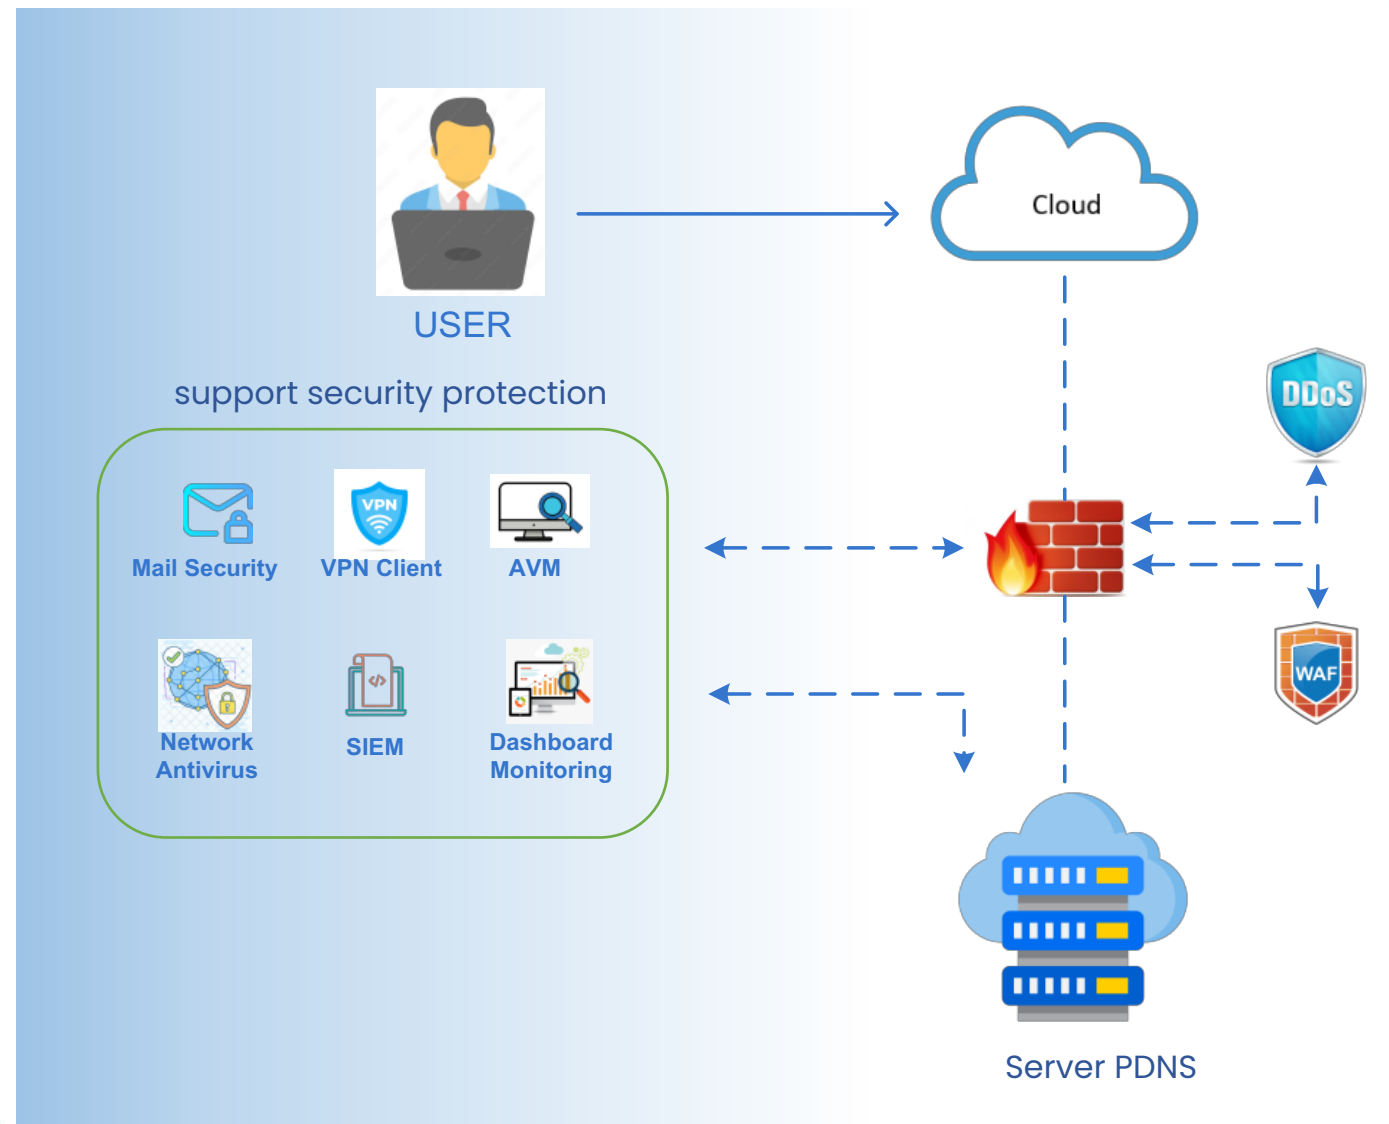 Cloud
USER
support security protection
DDoS
VPN
Mail Security
VPN Client
AVM
WAF
</>
Network
Antivirus
SIEM
Dashboard
Monitoring
Server PDNS